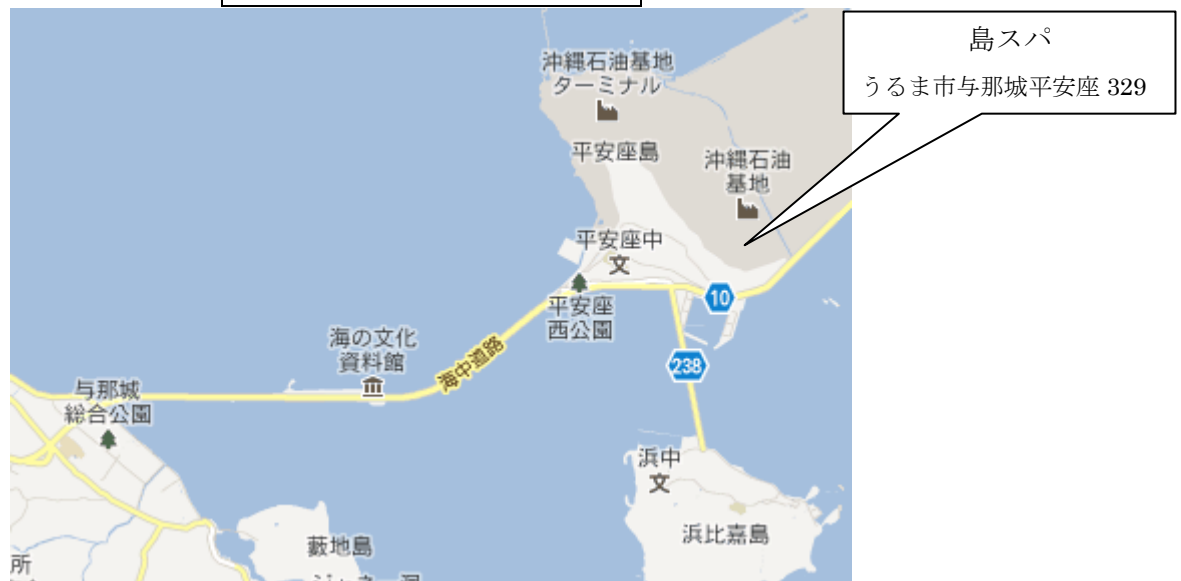 島スパ
うるま市与那城平安座 329
沖縄石油基地
ターミナル
平安座島
沖縄石油
基地
平安座中
文
10
平安座
西公園
海の文化
資料館
海中道路
238
与那城
総合公園
浜中
文
浜比嘉島
藪地島
所